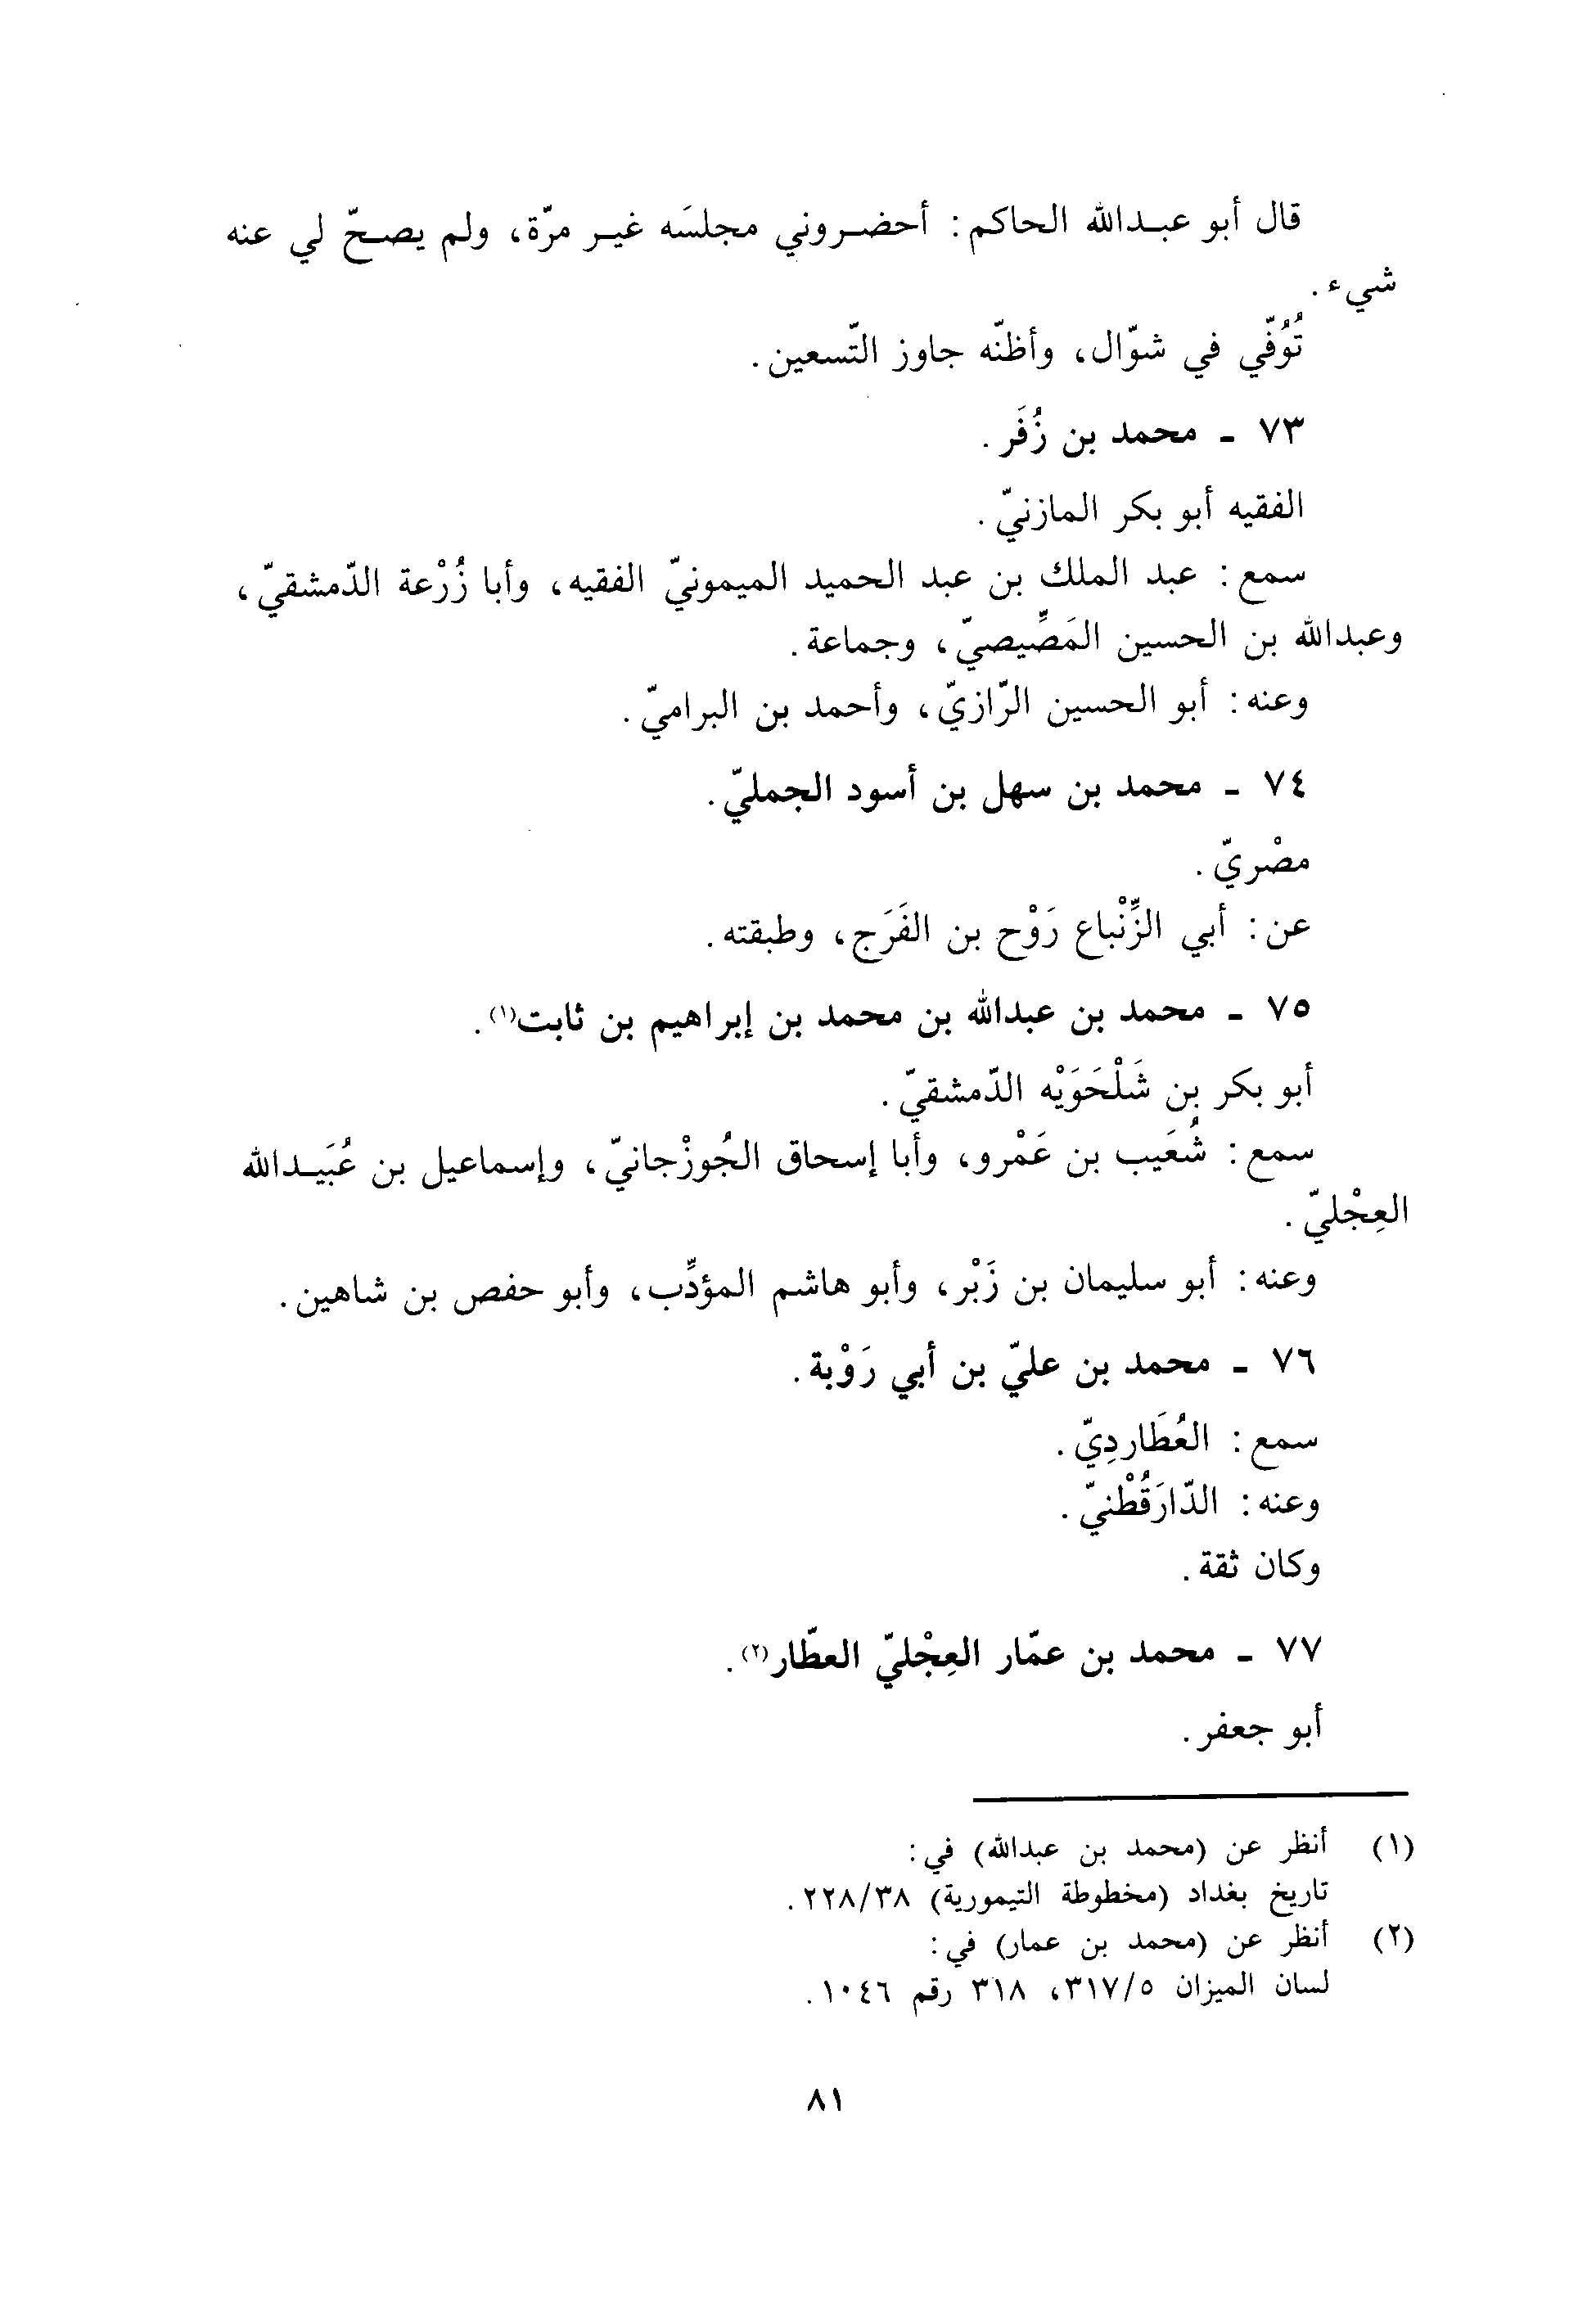 قال أبو عبدالله الحاكم: أحضروني مجلسَه غير مرّة، ولم يصحّ لي عنه
شيء.
تُوُفّي في شوّال، وأظنّه جاوز التّسعين.
٧٣ - محمد بن زُفَر.
الفقيه أبو بكر المازنيّ.
سمع: عبد الملك بن عبد الحميد الميمونيّ الفقيه، وأبا زُرْعة الدّمشقيّ،
وعبدالله بن الحسين المَصِّيصيّ، وجماعة.
وعنه: أبو الحسين الرّازيّ، وأحمد بن البراميّ.
٧٤ - محمد بن سهل بن أسود الجمليّ.
مصْريّ.
عن: أبي الزِّنْباع رَوْح بن الفَرَج، وطبقته.
٧٥ - محمد بن عبدالله بن محمد بن إبراهيم بن ثابت(١).
أبو بكر بن شَلْحَوَيْه الدّمشقيّ.
سمع: شُعَيب بن عَمْرو، وأبا إسحاق الجُوزْجانيّ، وإسماعيل بن عُبَيدالله
العِجْليّ.
وعنه: أبو سليمان بن زَبْر، وأبو هاشم المؤدِّب، وأبو حفص بن شاهين.
٧٦ - محمد بن عليّ بن أبي رَوْبة.
سمع: العُطَاردِيّ.
وعنه: الدّارَقُطْنيّ.
وكان ثقة.
٧٧ - محمد بن عمّار العِجْليّ العطّار(٢).
أبو جعفر.
(١) أنظر عن (محمد بن عبدالله) في:
تاريخ بغداد (مخطوطة التيمورية) ٢٢٨/٣٨.
(٢) أنظر عن (محمد بن عمار) في:
لسان الميزان ٣١٧/٥، ٣١٨ رقم ١٠٤٦.
٨١